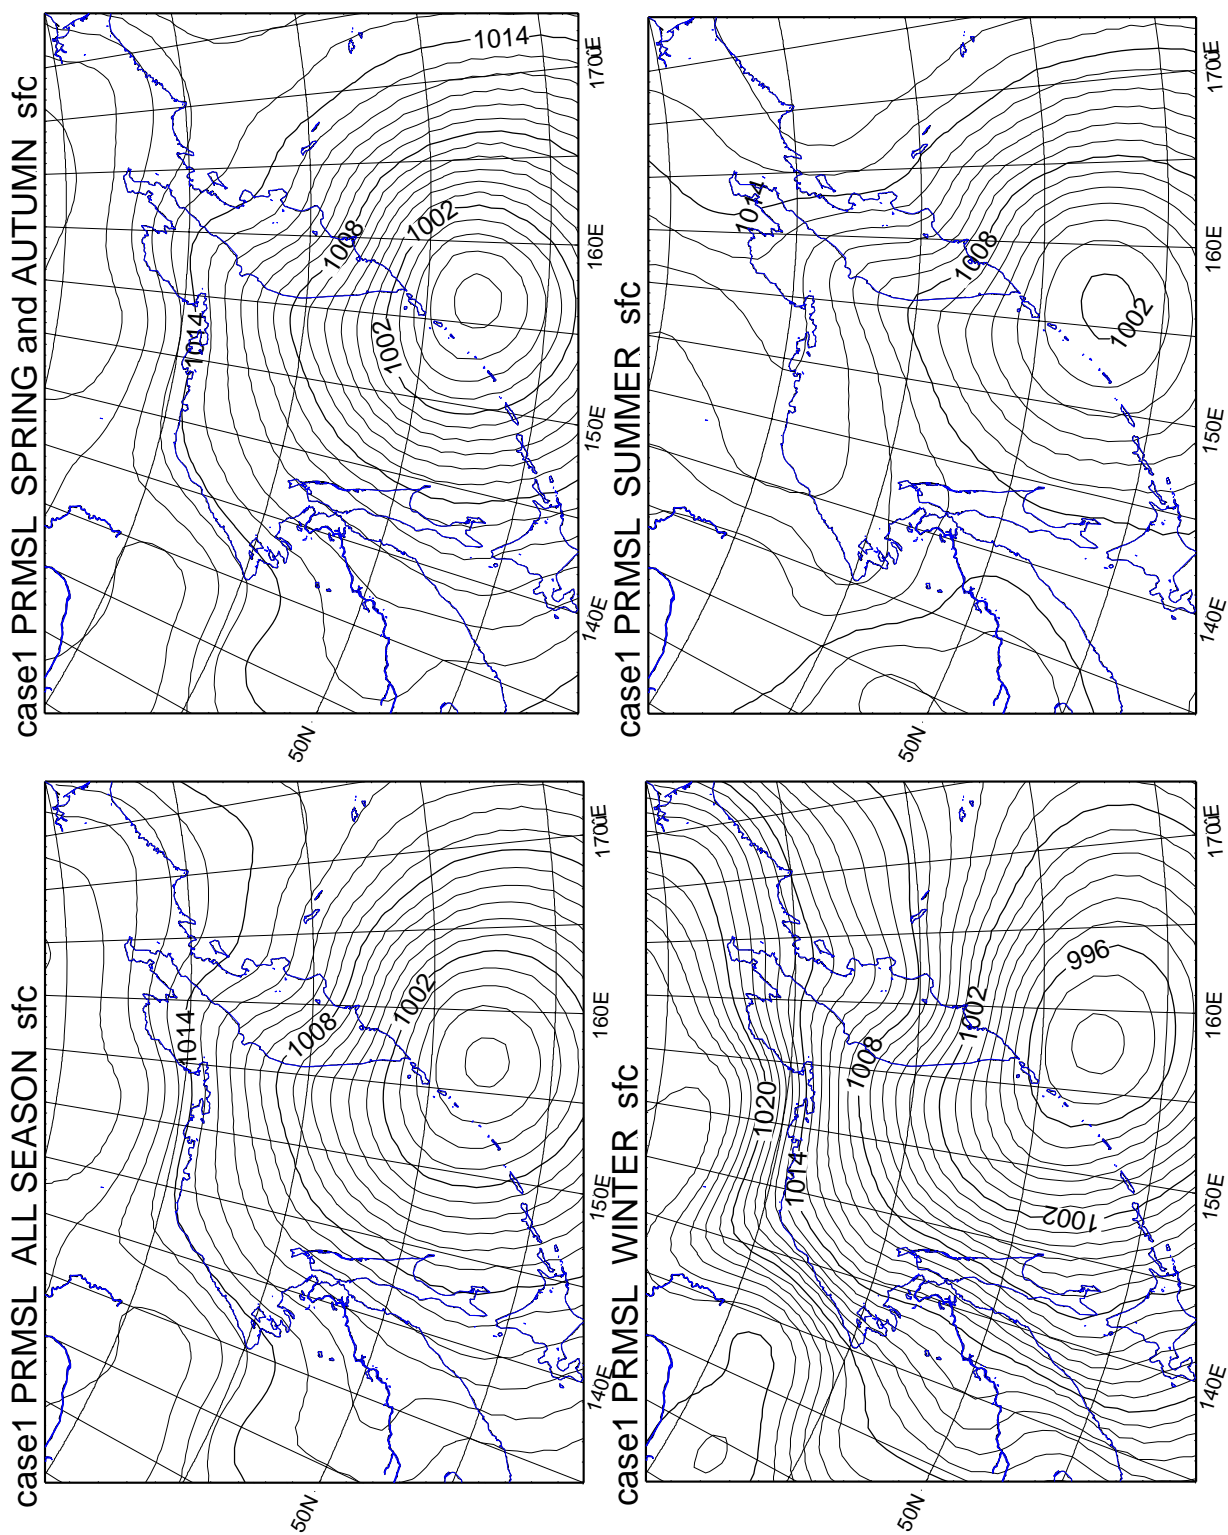 case1 PRMSL ALL SEASON sfc
1014
1008
1002
50N
140E
150E
160E
170E
case1 PRMSL SPRING and AUTUMN sfc
1014
1008
1002
1002
1014
50N
140E
150E
160E
170E
case1 PRMSL WINTER sfc
1020
1014
1008
1002
1002
996
50N
140E
150E
160E
170E
case1 PRMSL SUMMER sfc
1014
1008
1002
50N
140E
150E
160E
170E